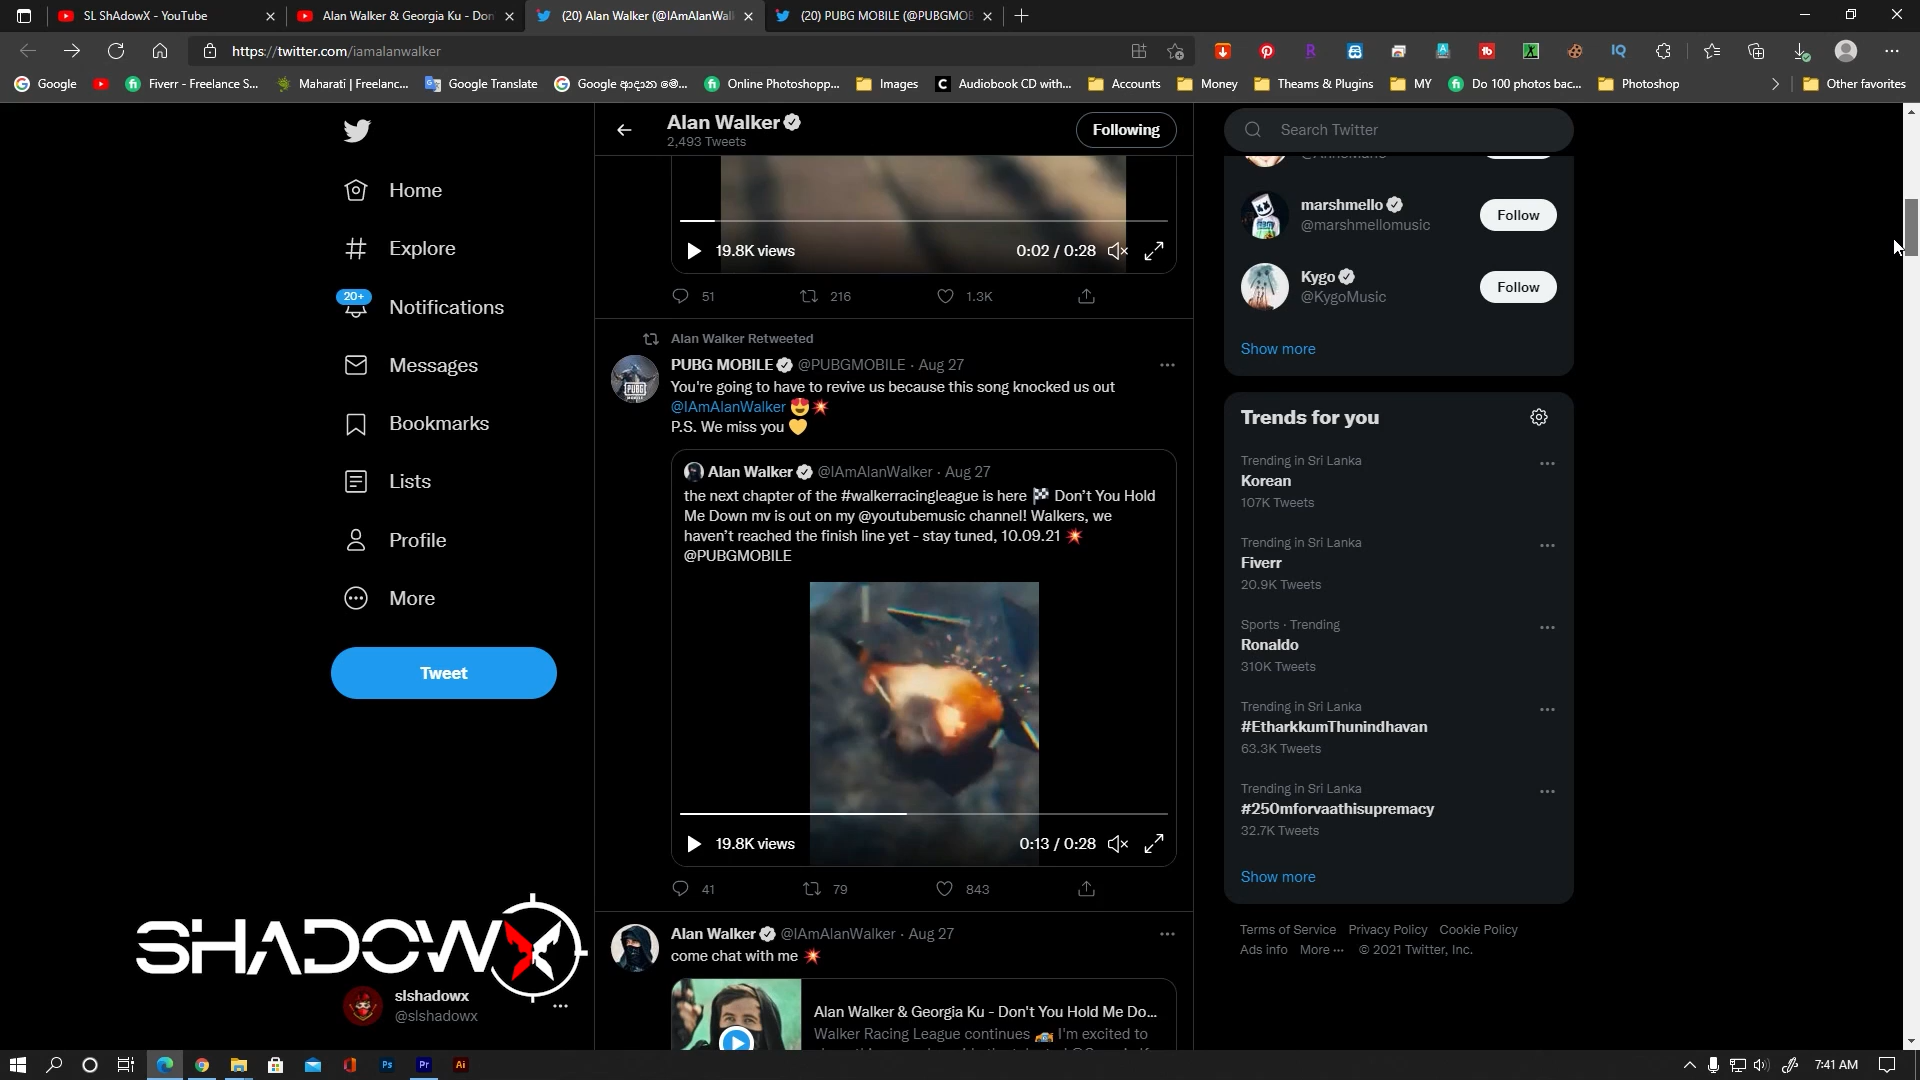 SL ShAdowX - YouTube
Alan Walker & Georgia Ku - Don
(20) Alan Walker (@IAmAlanWalk
(20) PUBG MOBILE (@PUBGMOB
https://twitter.com/iamalanwalker
Google
Fiverr - Freelance S...
Maharati | Freelanc...
Google Translate
Online Photoshopp...
Images
Audiobook CD with...
Accounts
Money
Theams & Plugins
MY
Do 100 photos bac...
Photoshop
Other favorites
Home
Explore
20+
Notifications
Messages
Bookmarks
Lists
Profile
More
Tweet
SHADOWX
slshadowx
@slshadowx
Alan Walker
2,493 Tweets
Following
19.8K views
0:02 / 0:28
51
216
1.3K
Alan Walker Retweeted
PUBG MOBILE @PUBGMOBILE · Aug 27
You're going to have to revive us because this song knocked us out
@IAmAlanWalker 😍💥
P.S. We miss you 💛
Alan Walker @IAmAlanWalker · Aug 27
the next chapter of the #walkerracingleague is here 🏁 Don't You Hold
Me Down mv is out on my @youtubemusic channel! Walkers, we
haven't reached the finish line yet - stay tuned, 10.09.21 💥
@PUBGMOBILE
19.8K views
0:13 / 0:28
41
79
843
Alan Walker @IAmAlanWalker · Aug 27
come chat with me 💥
Alan Walker & Georgia Ku - Don't You Hold Me Do...
Walker Racing League continues 🏎️ I'm excited to
Search Twitter
marshmello
@marshmellomusic
Follow
Kygo
@KygoMusic
Follow
Show more
Trends for you
Trending in Sri Lanka
Korean
107K Tweets
Trending in Sri Lanka
Fiverr
20.9K Tweets
Sports · Trending
Ronaldo
310K Tweets
Trending in Sri Lanka
#EtharkkumThunindhavan
63.3K Tweets
Trending in Sri Lanka
#250mforvaathisupremacy
32.7K Tweets
Show more
Terms of Service Privacy Policy Cookie Policy
Ads info More ··· © 2021 Twitter, Inc.
Ps
Pr
Ai
7:41 AM